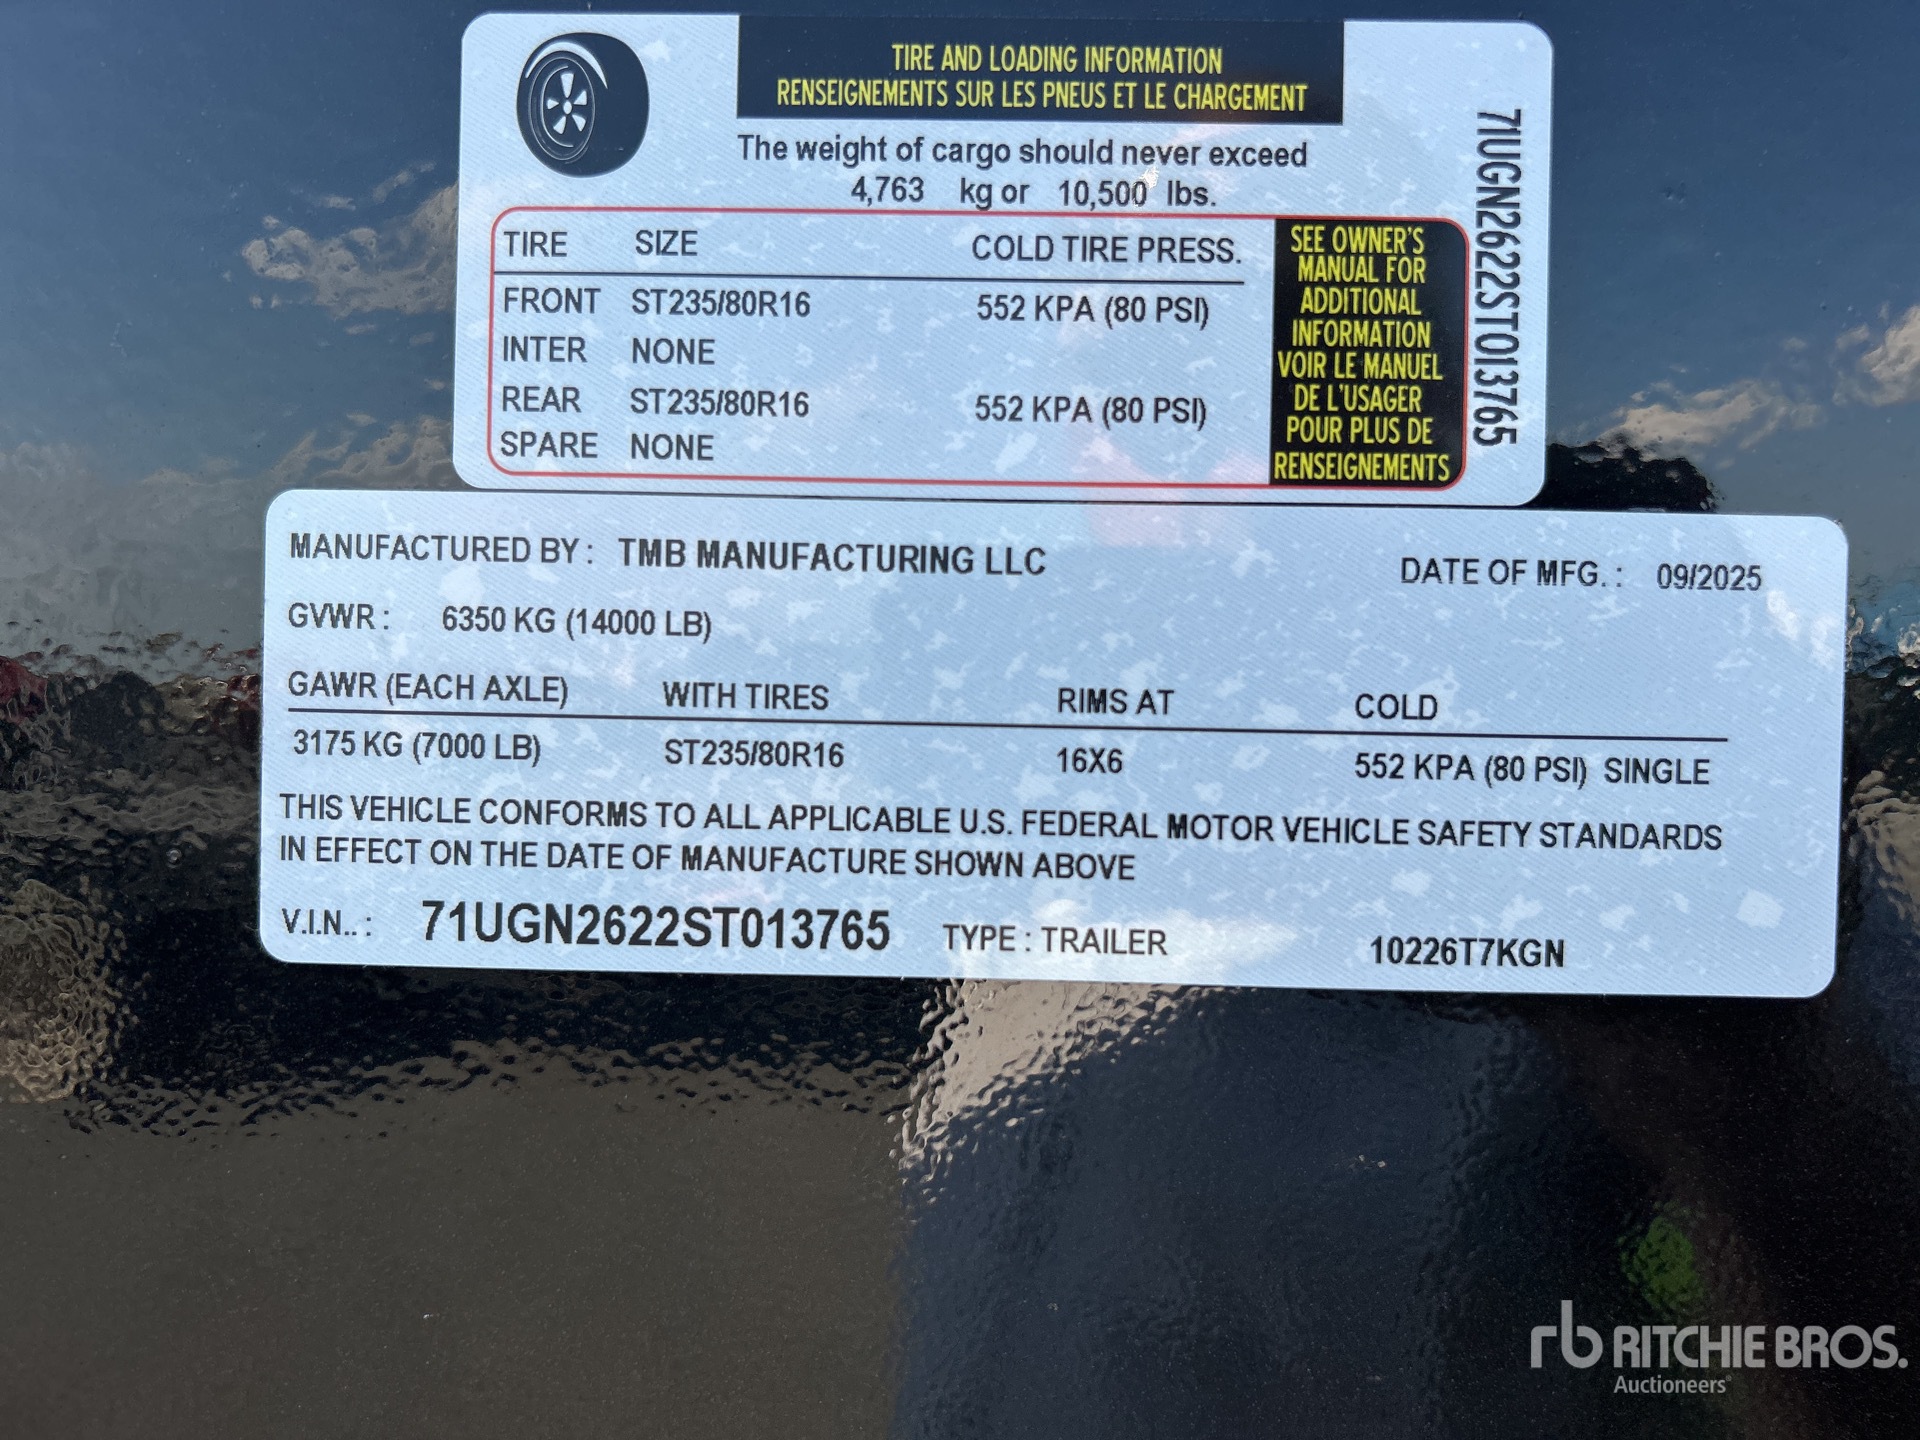 TIRE AND LOADING INFORMATION
RENSEIGNEMENTS SUR LES PNEUS ET LE CHARGEMENT
The weight of cargo should never exceed
4,763 kg or 10,500 lbs.
TIRE SIZE COLD TIRE PRESS.
FRONT ST235/80R16 552 KPA (80 PSI)
INTER NONE
REAR ST235/80R16 552 KPA (80 PSI)
SPARE NONE
SEE OWNER'S
MANUAL FOR
ADDITIONAL
INFORMATION
VOIR LE MANUEL
DE L'USAGER
POUR PLUS DE
RENSEIGNEMENTS
71UGN2622ST013765
MANUFACTURED BY : TMB MANUFACTURING LLC DATE OF MFG. : 09/2025
GVWR : 6350 KG (14000 LB)
GAWR (EACH AXLE) WITH TIRES RIMS AT COLD
3175 KG (7000 LB) ST235/80R16 16X6 552 KPA (80 PSI) SINGLE
THIS VEHICLE CONFORMS TO ALL APPLICABLE U.S. FEDERAL MOTOR VEHICLE SAFETY STANDARDS
IN EFFECT ON THE DATE OF MANUFACTURE SHOWN ABOVE
V.I.N.. : 71UGN2622ST013765 TYPE : TRAILER 10226T7KGN
rb RITCHIE BROS.
Auctioneers